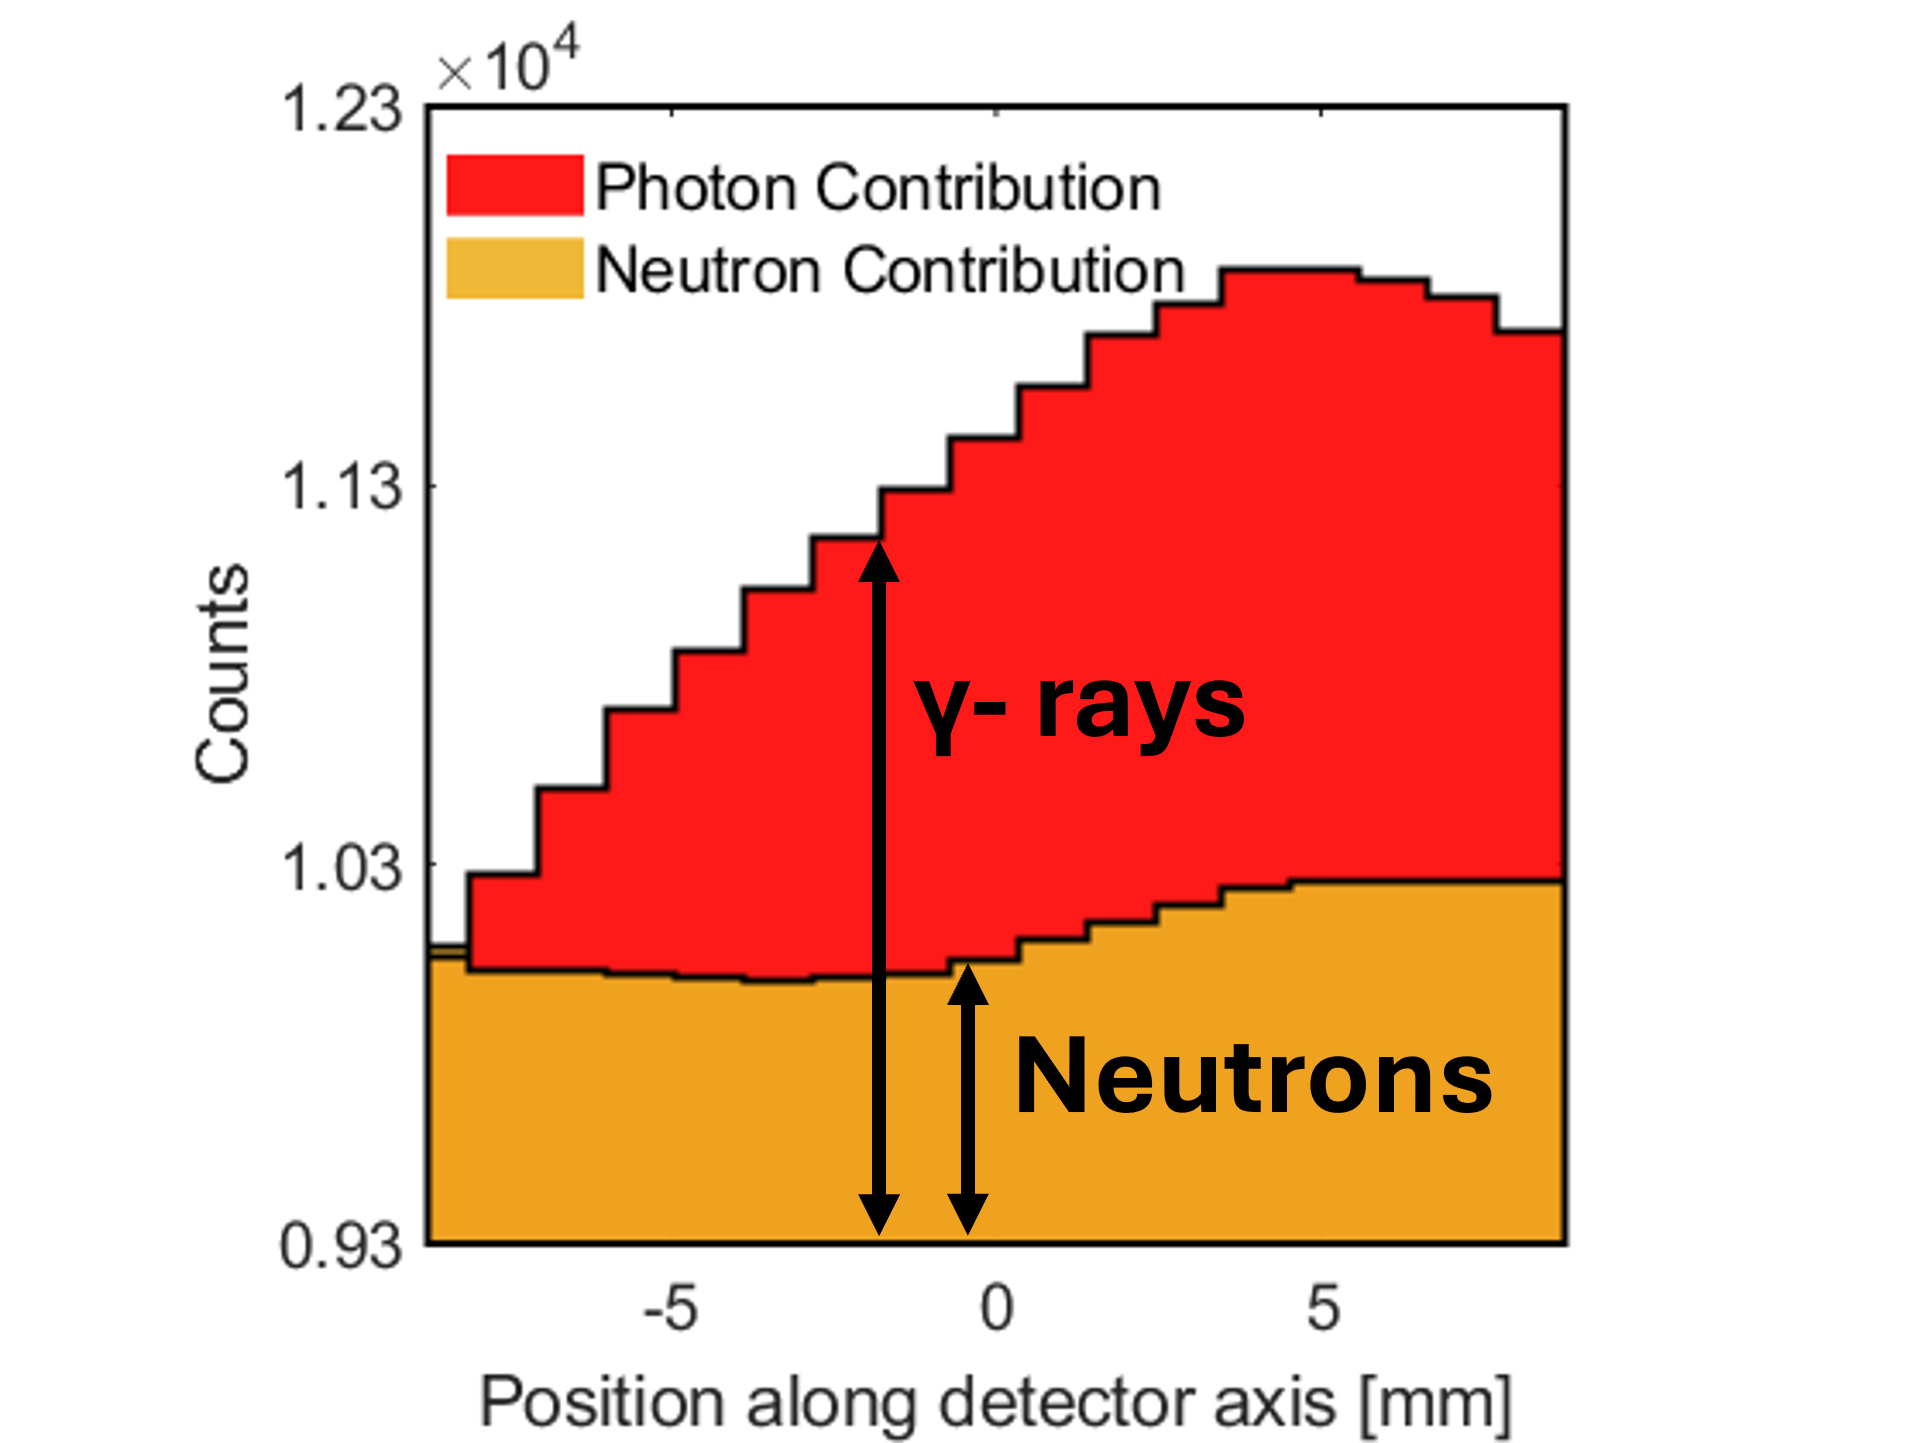 ×10⁴
1.23
Photon Contribution
Neutron Contribution
1.13
Counts
γ- rays
1.03
Neutrons
0.93
-5 0 5
Position along detector axis [mm]